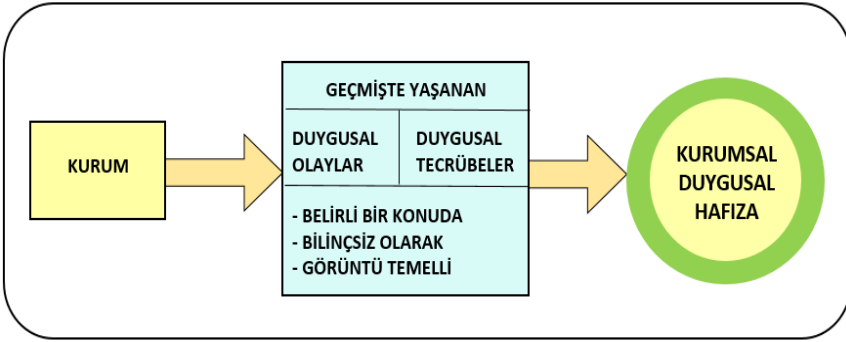 KURUM
GEÇMİŞTE YAŞANAN
DUYGUSAL
OLAYLAR
DUYGUSAL
TECRÜBELER
- BELİRLİ BİR KONUDA
- BİLİNÇSİZ OLARAK
- GÖRÜNTÜ TEMELLİ
KURUMSAL
DUYGUSAL
HAFIZA